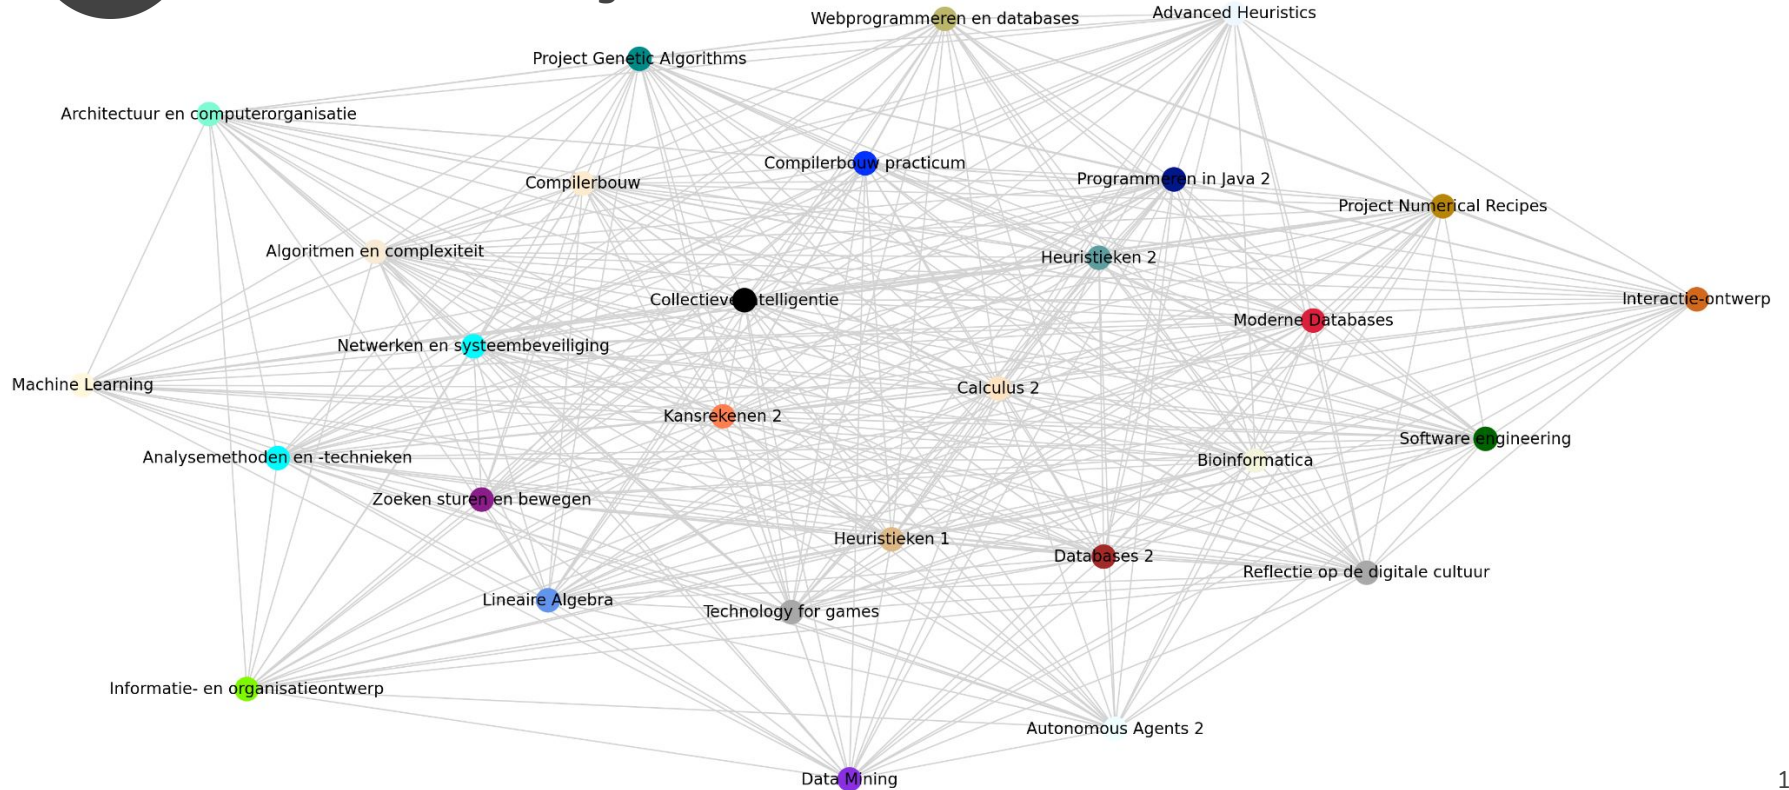 Webprogrammeren en databases
Advanced Heuristics
Project Genetic Algorithms
Architectuur en computerorganisatie
Compilerbouw practicum
Compilerbouw
Programmeren in Java 2
Project Numerical Recipes
Algoritmen en complexiteit
Heuristieken 2
Collectieve Intelligentie
Interactie-ontwerp
Moderne Databases
Netwerken en systeembeveiliging
Machine Learning
Calculus 2
Kansrekenen 2
Software engineering
Analysemethoden en -technieken
Bioinformatica
Zoeken sturen en bewegen
Heuristieken 1
Databases 2
Reflectie op de digitale cultuur
Lineaire Algebra
Technology for games
Informatie- en organisatieontwerp
Autonomous Agents 2
Data Mining
1